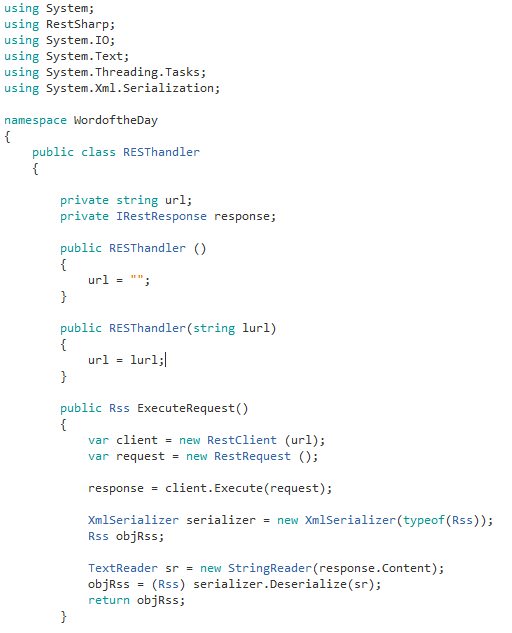 using System;
using RestSharp;
using System.IO;
using System.Text;
using System.Threading.Tasks;
using System.Xml.Serialization;
namespace WordoftheDay
{
public class RESThandler
{
private string url;
private IRestResponse response;
public RESThandler ()
{
url = "";
}
public RESThandler(string lurl)
{
url = lurl;
}
public Rss ExecuteRequest()
{
var client = new RestClient (url);
var request = new RestRequest ();
response = client.Execute(request);
XmlSerializer serializer = new XmlSerializer(typeof(Rss));
Rss objRss;
TextReader sr = new StringReader(response.Content);
objRss = (Rss) serializer.Deserialize(sr);
return objRss;
}